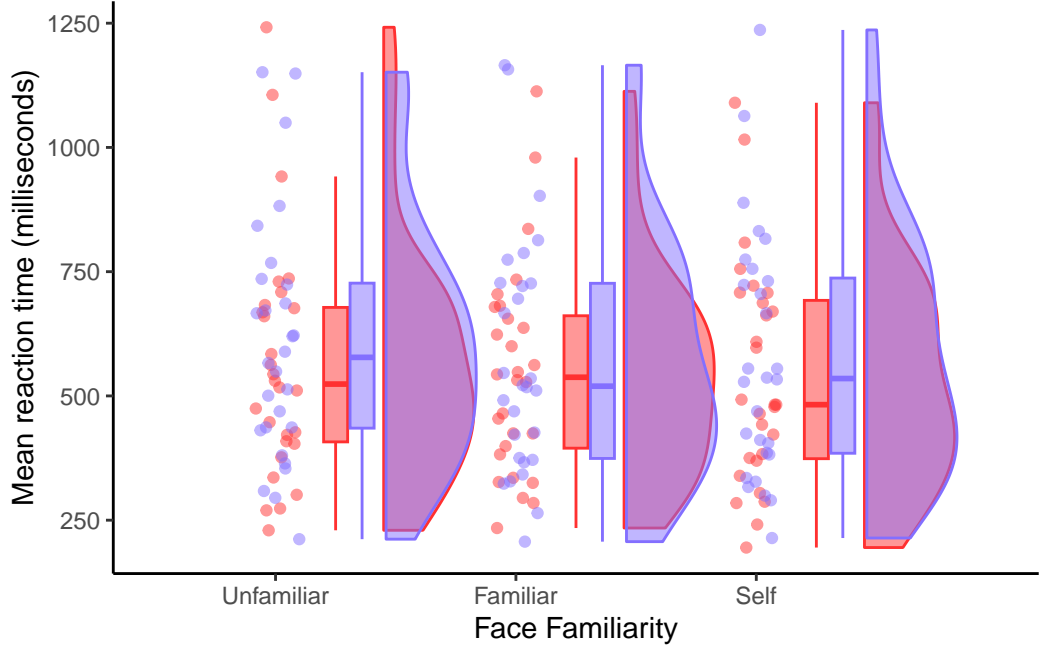 Mean reaction time (milliseconds)
1250
1000
750
500
250
Unfamiliar
Familiar
Self
Face Familiarity